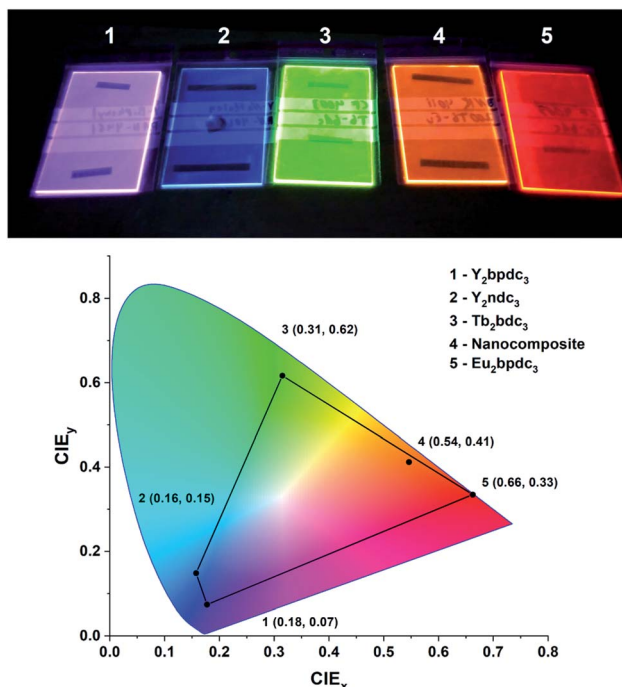 1 2 3 4 5
Tb-bdc
0.8
0.6
0.4
0.2
0.0
CIEy
0.0 0.1 0.2 0.3 0.4 0.5 0.6 0.7 0.8
CIEx
1 - Y₂bpdc₃
2 - Y₂ndc₃
3 - Tb₂bdc₃
4 - Nanocomposite
5 - Eu₂bpdc₃
3 (0.31, 0.62)
4 (0.54, 0.41)
5 (0.66, 0.33)
2 (0.16, 0.15)
1 (0.18, 0.07)